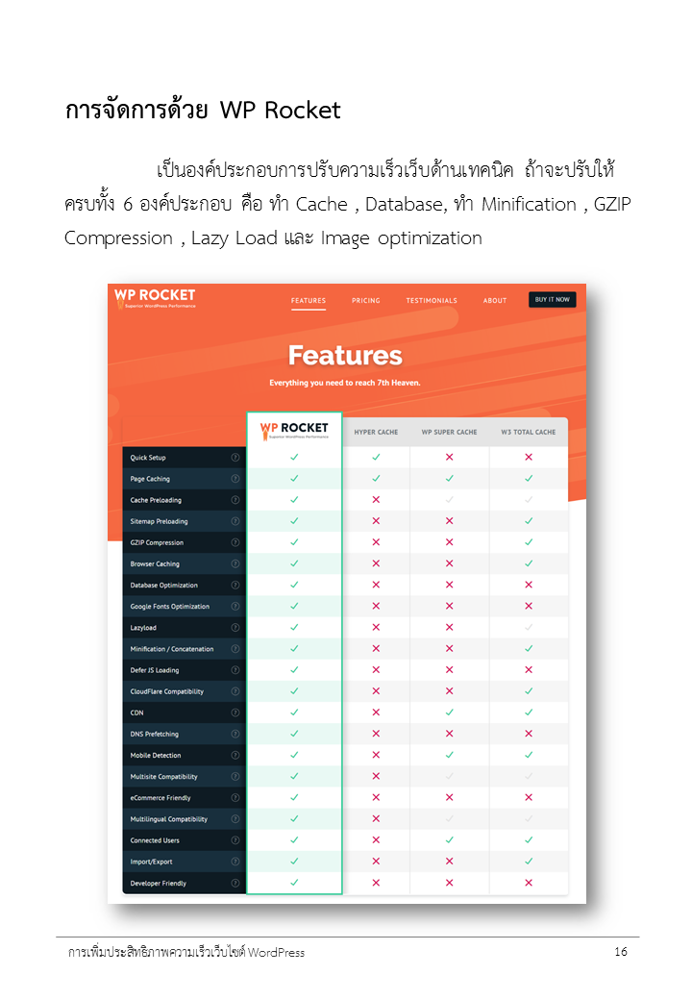 การจัดการด้วย WP Rocket
เป็นองค์ประกอบการปรับความเร็วเว็บด้านเทคนิค ถ้าจะปรับให้
ครบทั้ง 6 องค์ประกอบ คือ ทำ Cache , Database, ทำ Minification , GZIP
Compression , Lazy Load และ Image optimization
WP ROCKET
Superior WordPress Performance
FEATURES PRICING TESTIMONIALS ABOUT BUY IT NOW
Features
Everything you need to reach 7th Heaven.
WP ROCKET HYPER CACHE WP SUPER CACHE W3 TOTAL CACHE
Superior WordPress Performance
Quick Setup ?
Page Caching ?
Cache Preloading ?
Sitemap Preloading ?
GZIP Compression ?
Browser Caching ?
Database Optimization ?
Google Fonts Optimization ?
Lazyload ?
Minification / Concatenation ?
Defer JS Loading ?
CloudFlare Compatibility ?
CDN ?
DNS Prefetching ?
Mobile Detection ?
Multisite Compatibility ?
eCommerce Friendly ?
Multilingual Compatibility ?
Connected Users ?
Import/Export ?
Developer Friendly ?
การเพิ่มประสิทธิภาพความเร็วเว็บไซต์ WordPress 16